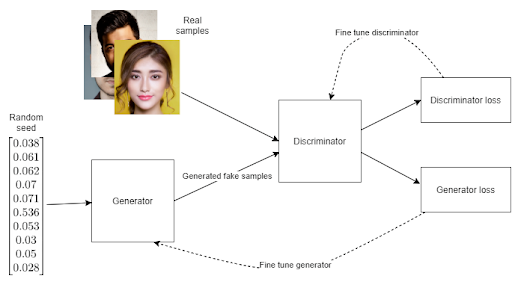 Real
samples
Fine tune discriminator
Discriminator loss
Random
seed
0.038
0.061
0.062
0.07
0.071
0.536
0.053
0.03
0.05
0.028
Generator
Generated fake samples
Discriminator
Generator loss
Fine tune generator